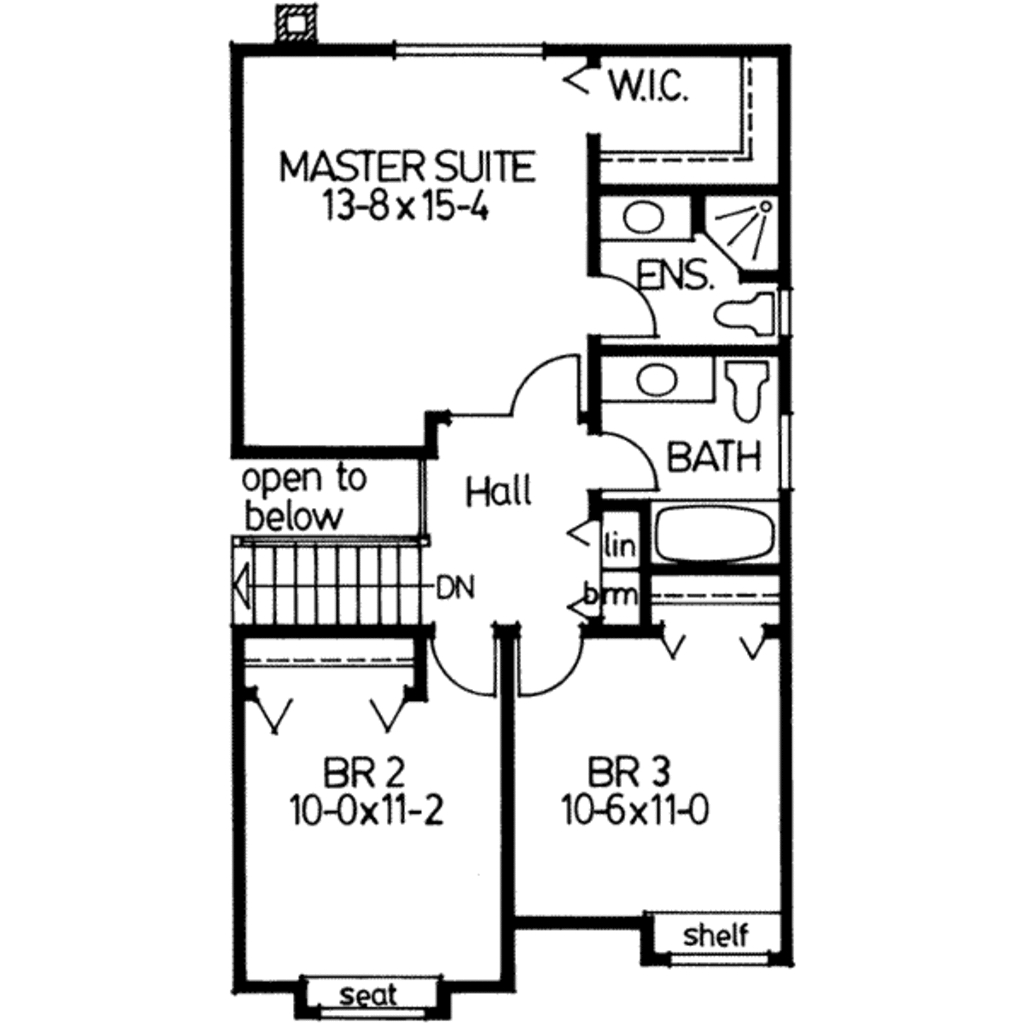 W.I.C.
MASTER SUITE
13-8 x 15-4
ENS.
BATH
open to
below
Hall
lin
DN
brm
BR 2
10-0x11-2
BR 3
10-6x11-0
shelf
seat